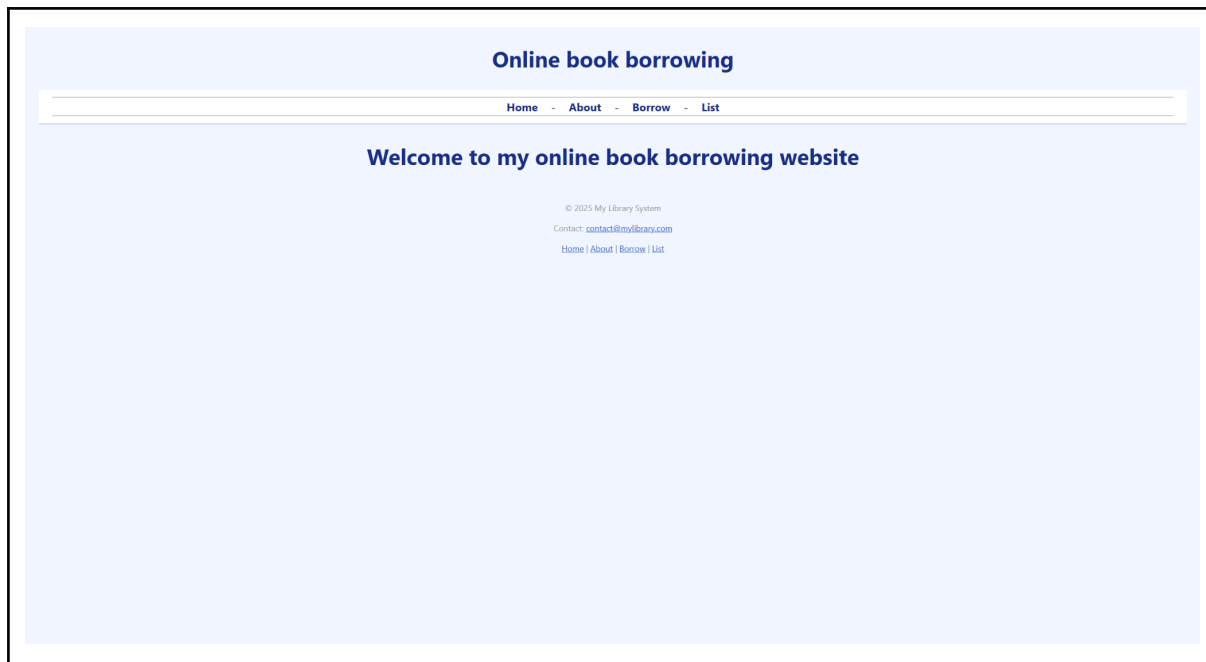 Online book borrowing
Home - About - Borrow - List
Welcome to my online book borrowing website
© 2025 My Library System
Contact: contact@mylibrary.com
Home | About | Borrow | List